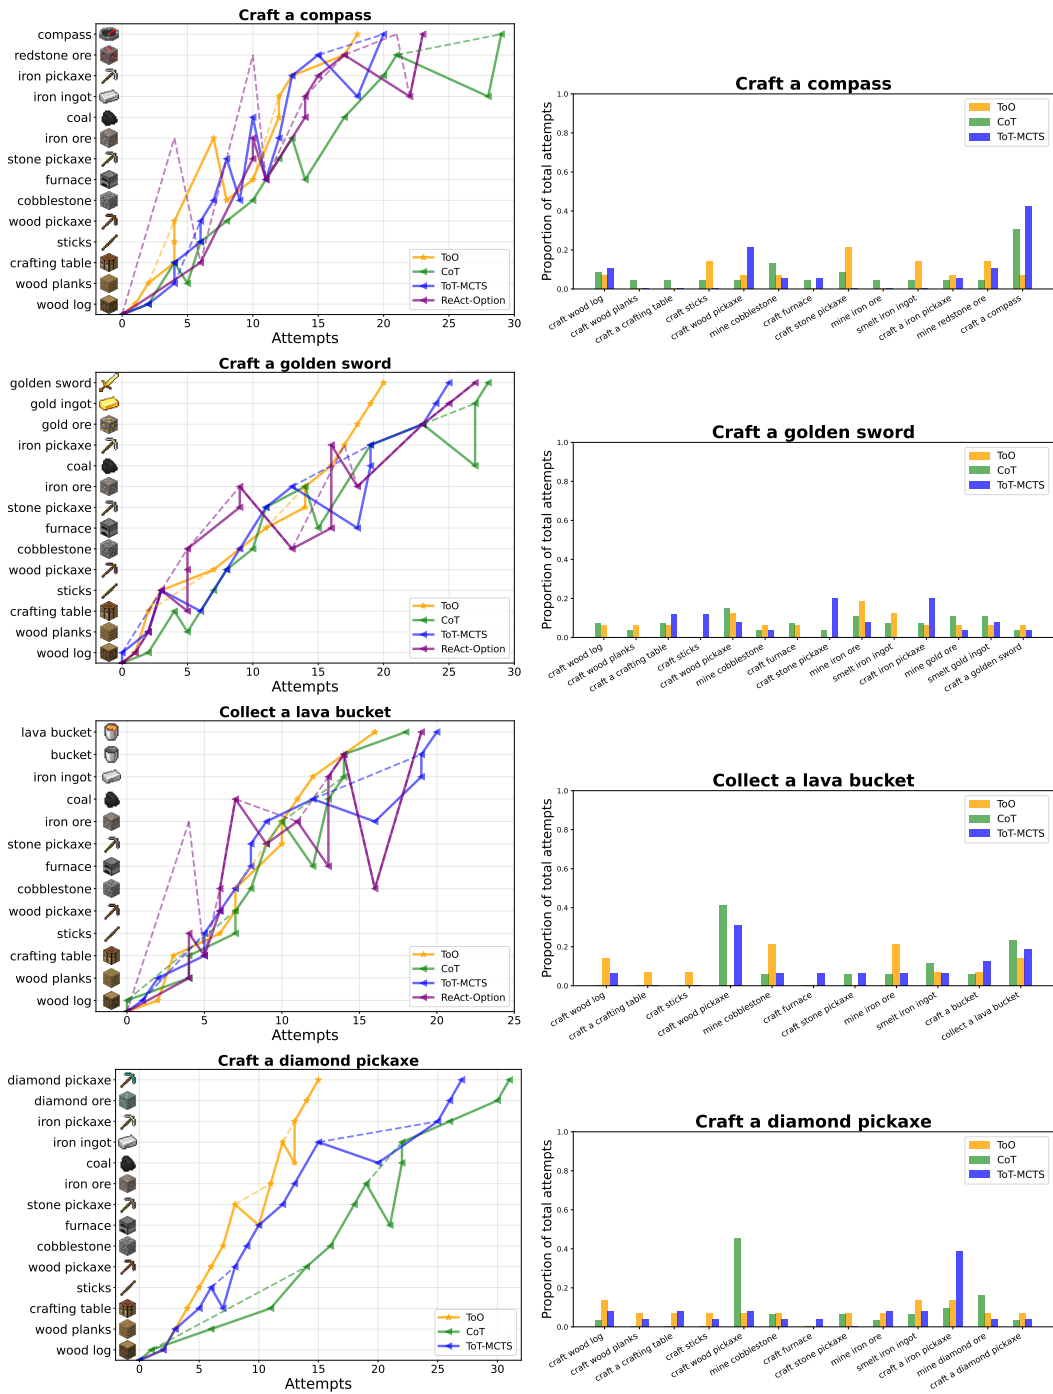 Craft a compass
compass
redstone ore
iron pickaxe
iron ingot
coal
iron ore
stone pickaxe
furnace
cobblestone
wood pickaxe
sticks
crafting table
wood planks
wood log
ToO
CoT
ToT-MCTS
ReAct-Option
0 5 10 15 20 25 30
Attempts
Craft a compass
Proportion of total attempts
1.0
0.8
0.6
0.4
0.2
0.0
ToO
CoT
ToT-MCTS
craft wood log
craft wood planks
craft a crafting table
craft sticks
craft wood pickaxe
mine cobblestone
craft furnace
craft stone pickaxe
mine iron ore
smelt iron ingot
craft a iron pickaxe
mine redstone ore
craft a compass
Craft a golden sword
golden sword
gold ingot
gold ore
iron pickaxe
coal
iron ore
stone pickaxe
furnace
cobblestone
wood pickaxe
sticks
crafting table
wood planks
wood log
ToO
CoT
ToT-MCTS
ReAct-Option
0 5 10 15 20 25 30
Attempts
Craft a golden sword
Proportion of total attempts
1.0
0.8
0.6
0.4
0.2
0.0
ToO
CoT
ToT-MCTS
craft wood log
craft wood planks
craft a crafting table
craft sticks
craft wood pickaxe
mine cobblestone
craft furnace
craft stone pickaxe
mine iron ore
smelt iron ingot
craft iron pickaxe
mine gold ore
smelt gold ingot
craft a golden sword
Collect a lava bucket
lava bucket
bucket
iron ingot
coal
iron ore
stone pickaxe
furnace
cobblestone
wood pickaxe
sticks
crafting table
wood planks
wood log
ToO
CoT
ToT-MCTS
ReAct-Option
0 5 10 15 20 25
Attempts
Collect a lava bucket
Proportion of total attempts
1.0
0.8
0.6
0.4
0.2
0.0
ToO
CoT
ToT-MCTS
craft wood log
craft a crafting table
craft sticks
craft wood pickaxe
mine cobblestone
craft furnkace
craft stone pickaxe
mine iron ore
smelt iron ingot
craft a bucket
collect a lava bucket
Craft a diamond pickaxe
diamond pickaxe
diamond ore
iron pickaxe
iron ingot
coal
iron ore
stone pickaxe
furnace
cobblestone
wood pickaxe
sticks
crafting table
wood planks
wood log
ToO
CoT
ToT-MCTS
0 5 10 15 20 25 30
Attempts
Craft a diamond pickaxe
Proportion of total attempts
1.0
0.8
0.6
0.4
0.2
0.0
ToO
CoT
ToT-MCTS
craft wood log
craft wood planks
craft a crafting table
craft sticks
craft wood pickaxe
mine cobblestone
craft furnace
craft stone pickaxe
mine iron ore
smelt iron ingot
craft a iron pickaxe
mine diamond ore
craft a diamond pickaxe